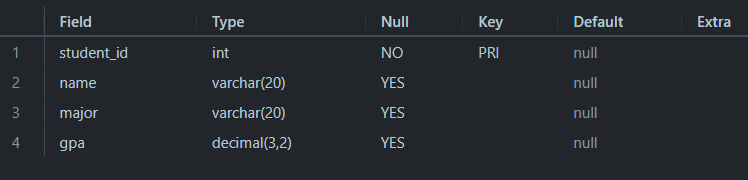 Field Type Null Key Default Extra
1 student_id int NO PRI null
2 name varchar(20) YES null
3 major varchar(20) YES null
4 gpa decimal(3,2) YES null